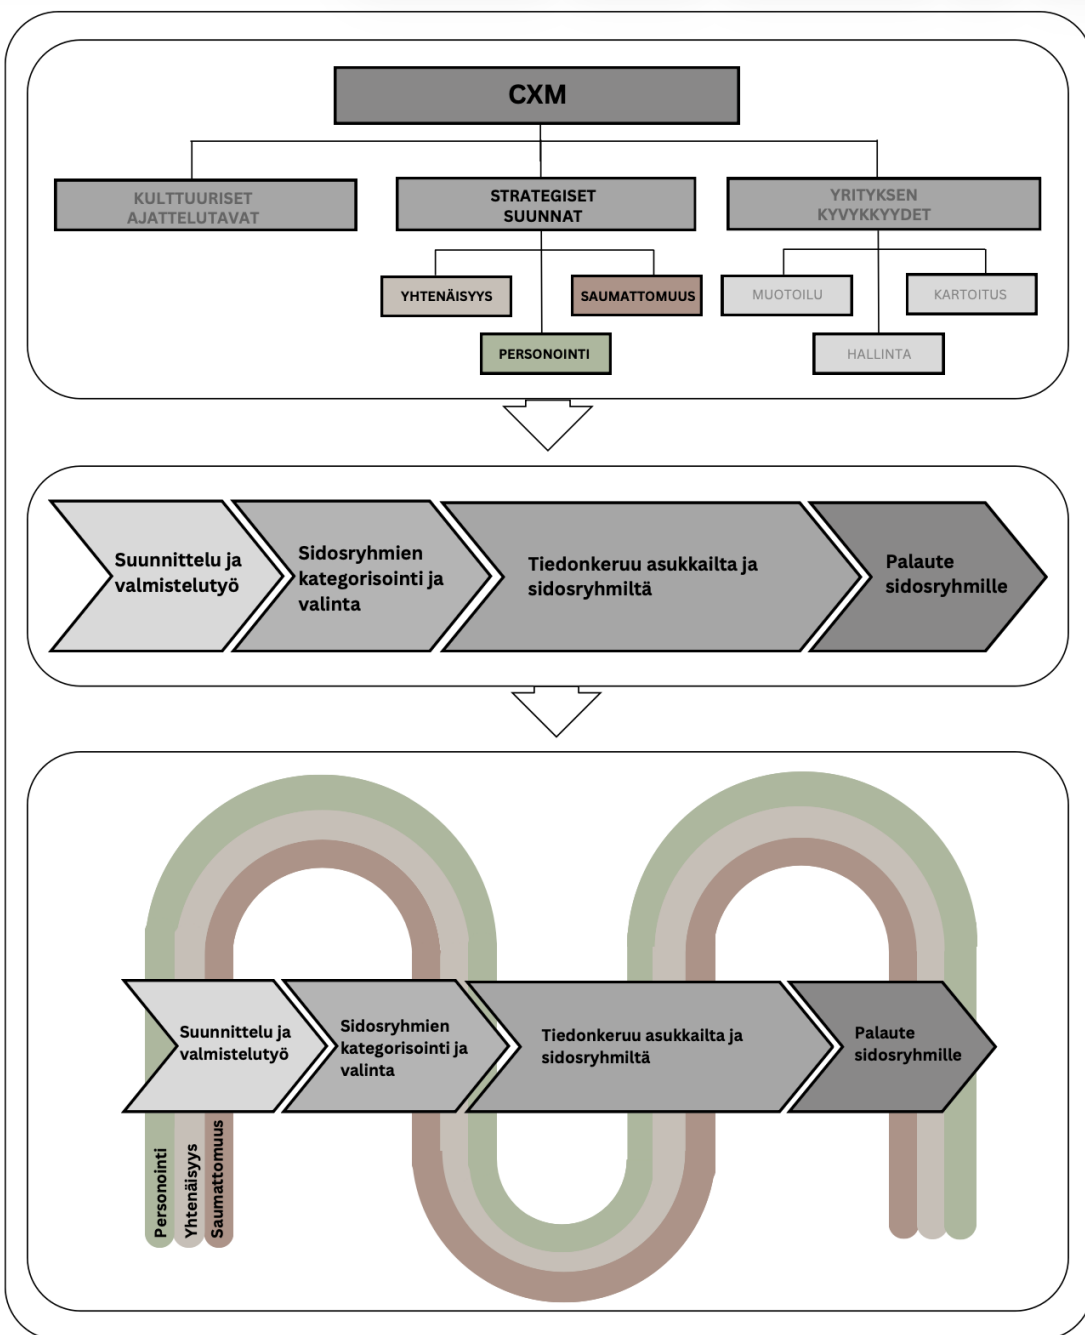 CXM
KULTTUURISET
AJATTELUTAVAT
STRATEGISET
SUUNNAT
YRITYKSEN
KYVYKKYYDET
YHTENÄISYYS
SAUMATTOMUUS
PERSONOINTI
MUOTOILU
KARTOITUS
HALLINTA
Suunnittelu ja
valmistelutyö
Sidosryhmien
kategorisointi ja
valinta
Tiedonkeruu asukkailta ja
sidosryhmiltä
Palaute
sidosryhmille
Suunnittelu ja
valmistelutyö
Sidosryhmien
kategorisointi ja
valinta
Tiedonkeruu asukkailta ja
sidosryhmiltä
Palaute
sidosryhmille
Personointi
Yhtenäisyys
Saumattomuus